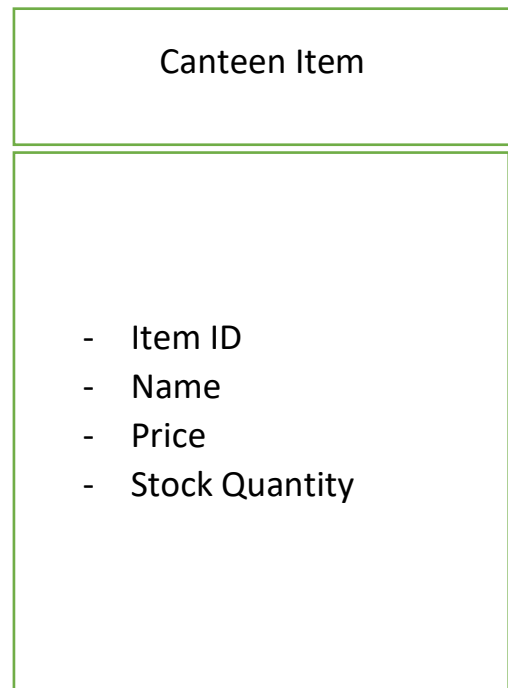 Canteen Item
- Item ID
- Name
- Price
- Stock Quantity